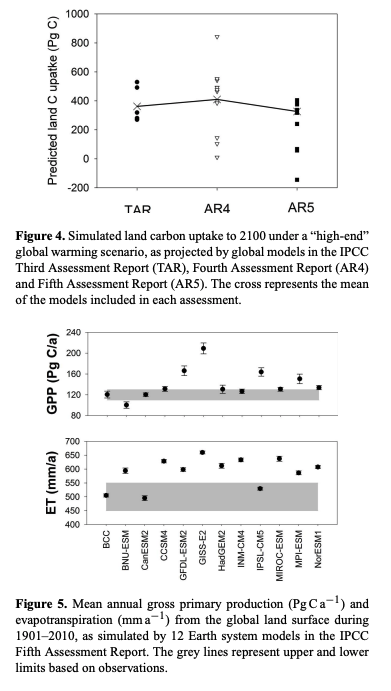 1000
800
600
400
200
0
-200
Predicted land C upatke (Pg C)
TAR AR4 AR5
Figure 4. Simulated land carbon uptake to 2100 under a “high-end”
global warming scenario, as projected by global models in the IPCC
Third Assessment Report (TAR), Fourth Assessment Report (AR4)
and Fifth Assessment Report (AR5). The cross represents the mean
of the models included in each assessment.
240
200
160
120
80
GPP (Pg C/a)
700
650
600
550
500
450
400
ET (mm/a)
BCC
BNU-ESM
CanESM2
CCSM4
GFDL-ESM2
GISS-E2
HadGEM2
INM-CM4
IPSL-CM5
MIROC-ESM
MPI-ESM
NorESM1
Figure 5. Mean annual gross primary production (Pg C a−1) and
evapotranspiration (mm a−1) from the global land surface during
1901–2010, as simulated by 12 Earth system models in the IPCC
Fifth Assessment Report. The grey lines represent upper and lower
limits based on observations.